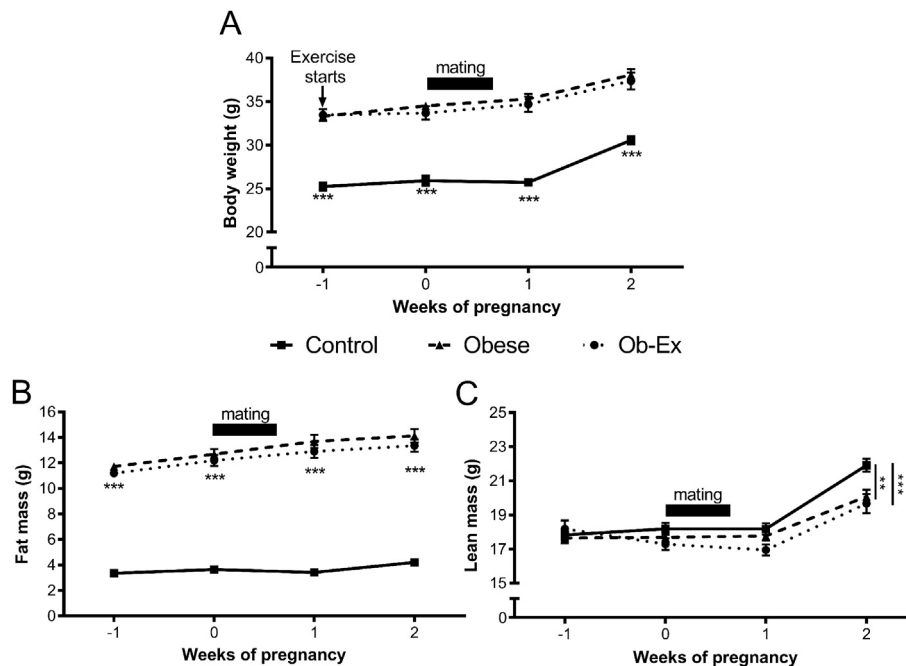 A
Exercise
starts
mating
Body weight (g)
40
35
30
25
20
0
***
***
***
***
-1
0
1
2
Weeks of pregnancy
Control
Obese
Ob-Ex
B
mating
Fat mass (g)
16
14
12
10
8
6
4
2
0
***
***
***
***
-1
0
1
2
Weeks of pregnancy
C
mating
Lean mass (g)
25
23
21
19
17
15
0
**
***
-1
0
1
2
Weeks of pregnancy